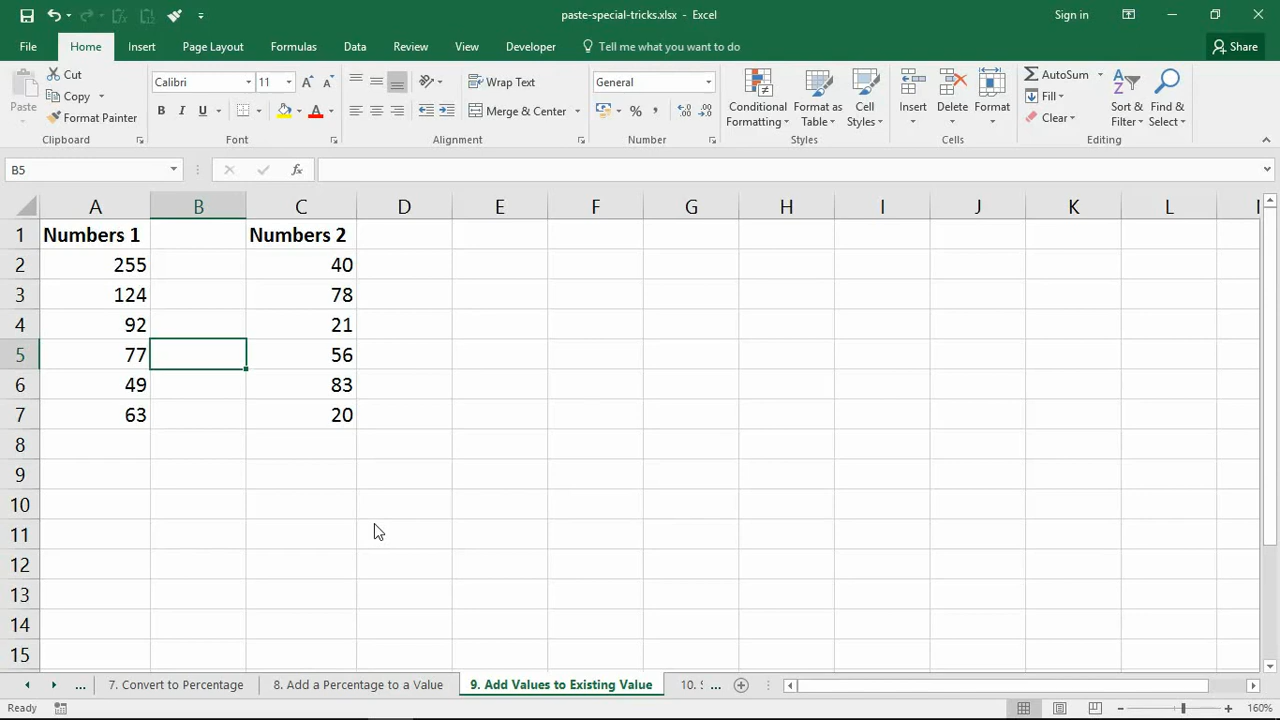 paste-special-tricks.xlsx - Excel
Sign in
File Home Insert Page Layout Formulas Data Review View Developer Tell me what you want to do Share
Paste
Cut
Copy
Format Painter
Clipboard
Calibri 11
B I U
Font
Wrap Text
Merge & Center
Alignment
General
%
Number
Conditional Formatting
Format as Table
Cell Styles
Styles
Insert
Delete
Format
Cells
AutoSum
Fill
Clear
Sort & Filter
Find & Select
Editing
B5
fx
A B C D E F G H I J K L
1 Numbers 1 Numbers 2
2 255 40
3 124 78
4 92 21
5 77 56
6 49 83
7 63 20
8
9
10
11
12
13
14
15
... 7. Convert to Percentage 8. Add a Percentage to a Value 9. Add Values to Existing Value 10. ...
Ready
160%